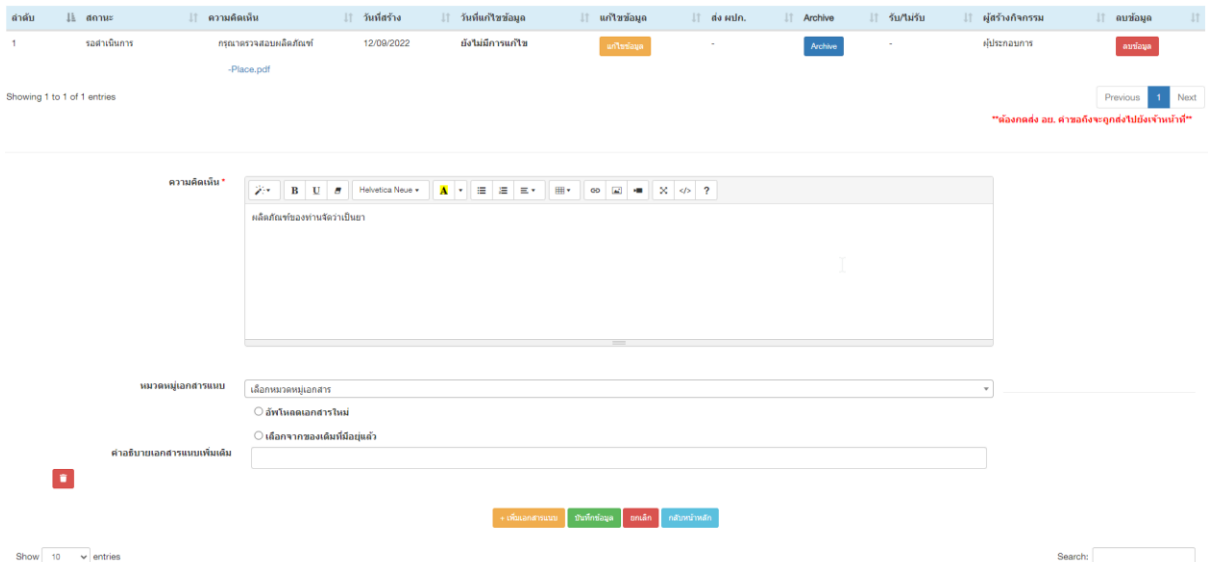 ลำดับ สถานะ ความคิดเห็น วันที่สร้าง วันที่แก้ไขข้อมูล แก้ไขข้อมูล ส่ง ผปก. Archive รับ/ไม่รับ ผู้สร้างกิจกรรม ลบข้อมูล
1 รอดำเนินการ กรุณาตรวจสอบผลิตภัณฑ์ 12/09/2022 ยังไม่มีการแก้ไข แก้ไขข้อมูล - Archive - ผู้ประกอบการ ลบข้อมูล
-Place.pdf
Showing 1 to 1 of 1 entries Previous 1 Next
**ต้องกดส่ง อย. คำขอถึงจะถูกส่งไปยังเจ้าหน้าที่**
ความคิดเห็น *
B U Helvetica Neue A </> ?
ผลิตภัณฑ์ของท่านจัดว่าเป็นยา
หมวดหมู่เอกสารแนบ เลือกหมวดหมู่เอกสาร
อัพโหลดเอกสารใหม่
เลือกจากของเดิมที่มีอยู่แล้ว
คำอธิบายเอกสารแนบเพิ่มเติม
+ เพิ่มเอกสารแนบ บันทึกข้อมูล ยกเลิก กลับหน้าหลัก
Show 10 entries Search: